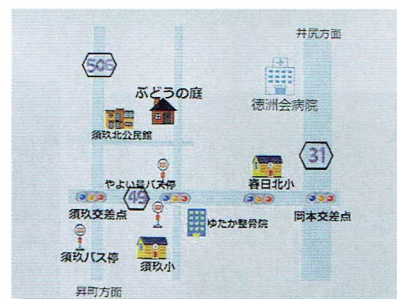 井尻方面
506
ぶどうの庭
徳洲会病院
須玖北公民館
31
やよい号バス停
春日北小
49
須玖交差点
岡本交差点
ゆたか整骨院
須玖バス停
須玖小
昇町方面